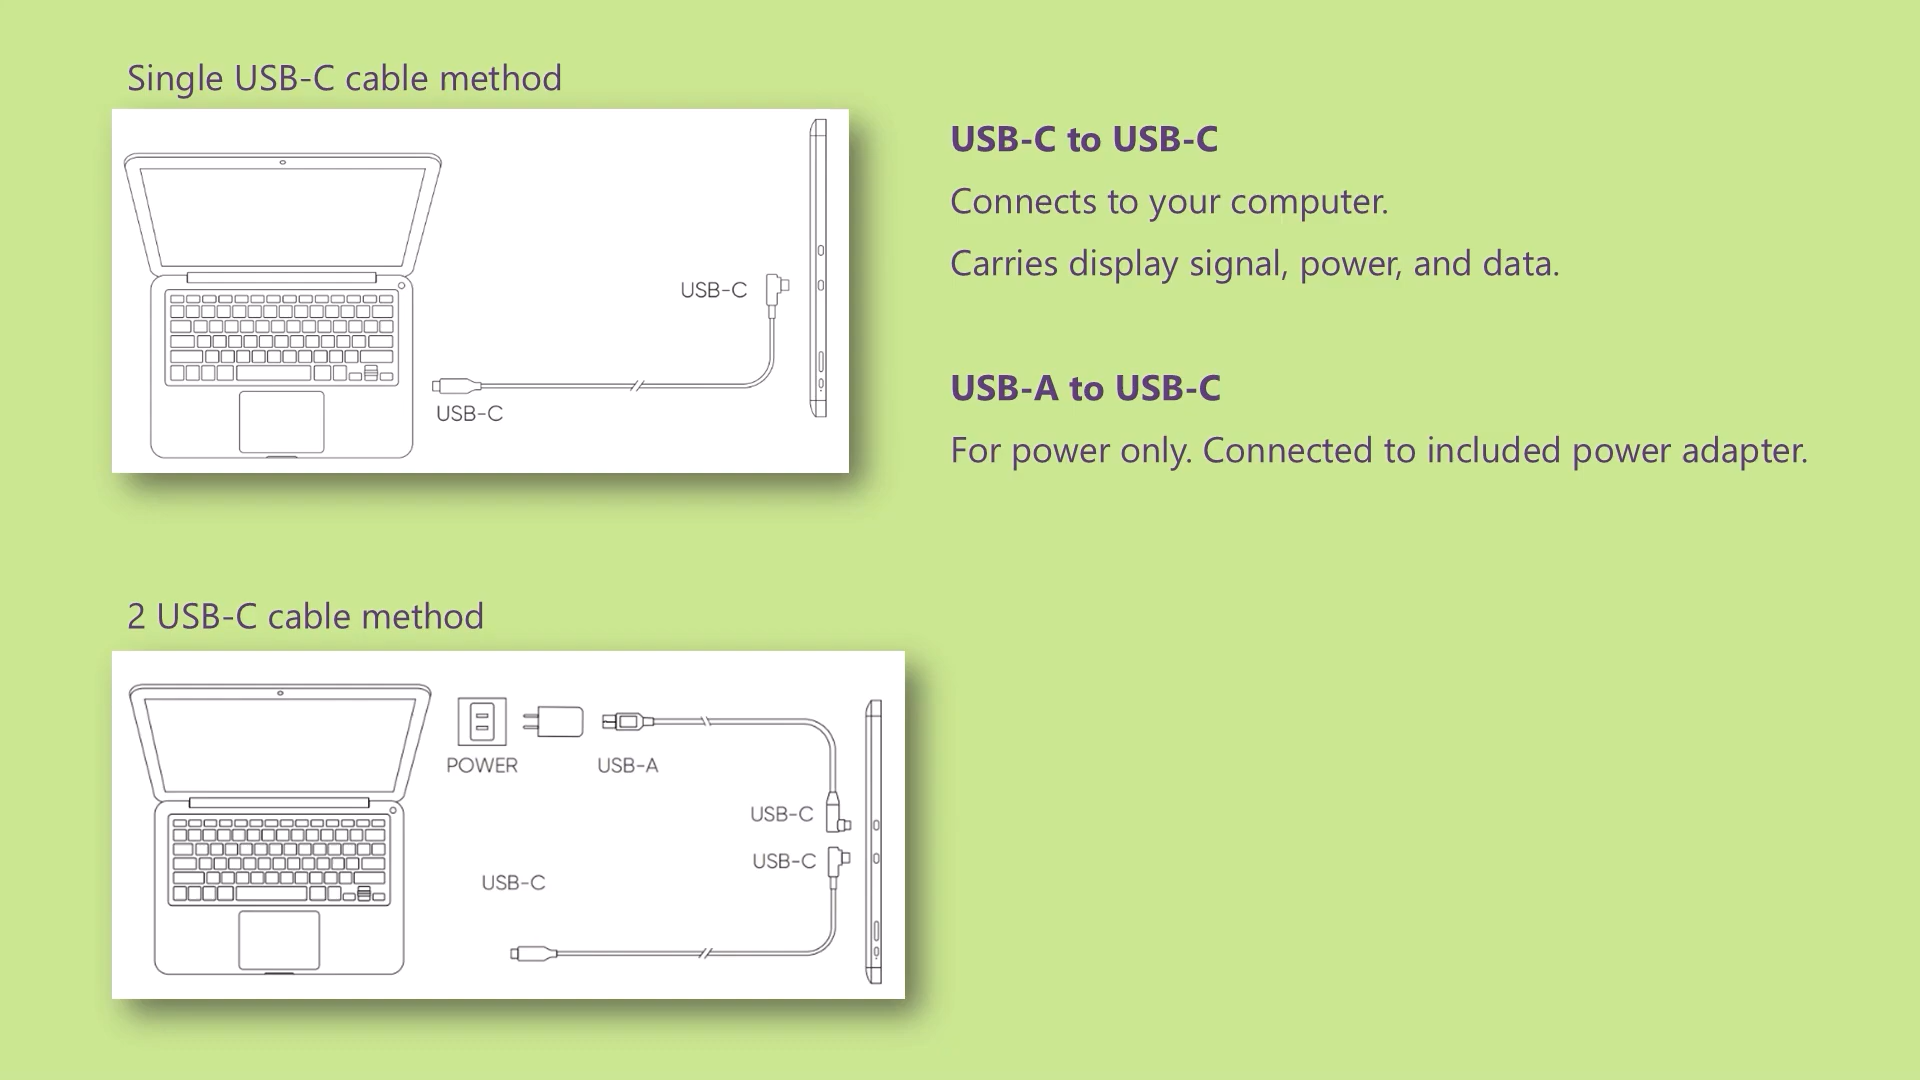 Single USB-C cable method
USB-C
USB-C
USB-C to USB-C
Connects to your computer.
Carries display signal, power, and data.
USB-A to USB-C
For power only. Connected to included power adapter.
2 USB-C cable method
POWER
USB-A
USB-C
USB-C
USB-C